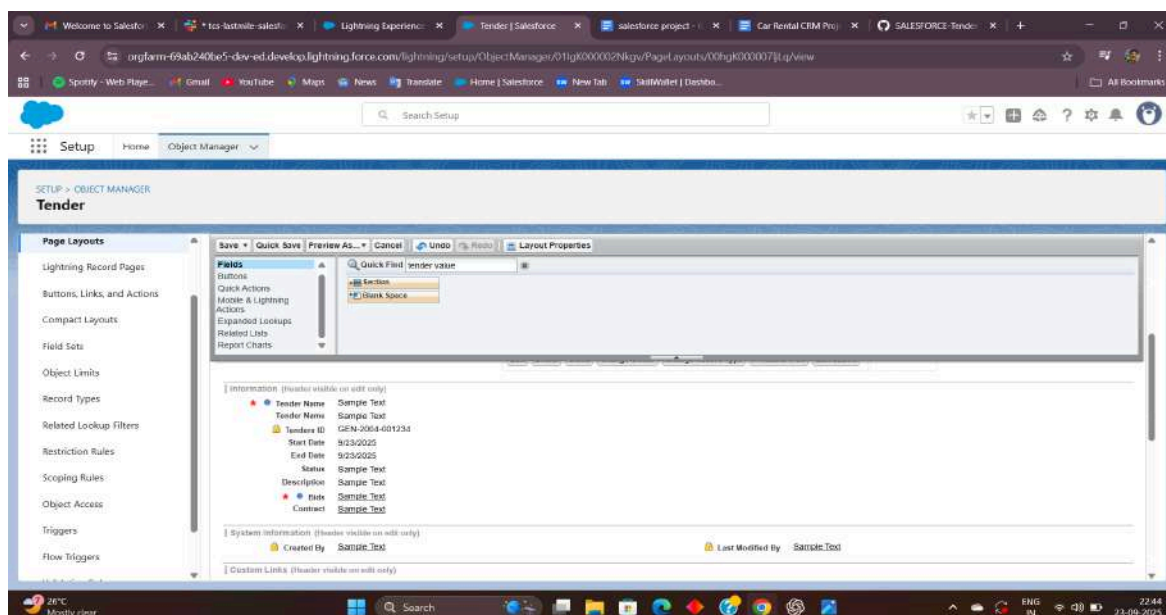 Welcome to Salesfor
tcs-lastmile-salesfo
Lightning Experience
Tender | Salesforce
salesforce project -
Car Rental CRM Proj
SALESFORCE-Tender
orgfarm-69ab240be5-dev-ed.develop.lightning.force.com/lightning/setup/ObjectManager/
Spotify - Web Playe...
Gmail
YouTube
Maps
News
Translate
Home | Salesforce
New Tab
SkillWallet | Dashbo...
All Bookmarks
Search Setup
Setup
Home
Object Manager
SETUP > OBJECT MANAGER
Tender
Page Layouts
Lightning Record Pages
Buttons, Links, and Actions
Compact Layouts
Field Sets
Object Limits
Record Types
Related Lookup Filters
Restriction Rules
Scoping Rules
Object Access
Triggers
Flow Triggers
Save Quick Save Preview As... Cancel Undo Redo Layout Properties
Fields
Buttons
Quick Actions
Mobile & Lightning
Actions
Expanded Lookups
Related Lists
Report Charts
Quick Find tender value
Section
Blank Space
Information (Header visible on edit only)
* Tender Name Sample Text
Tender Name Sample Text
Tenders ID GEN-2004-001234
Start Date 9/23/2025
End Date 9/23/2025
Status Sample Text
Description Sample Text
* Bids Sample Text
Contract Sample Text
System Information (Header visible on edit only)
Created By Sample Text Last Modified By Sample Text
Custom Links (Header visible on edit only)
26°C
Mostly clear
Search
ENG
IN
22:44
23-09-2025